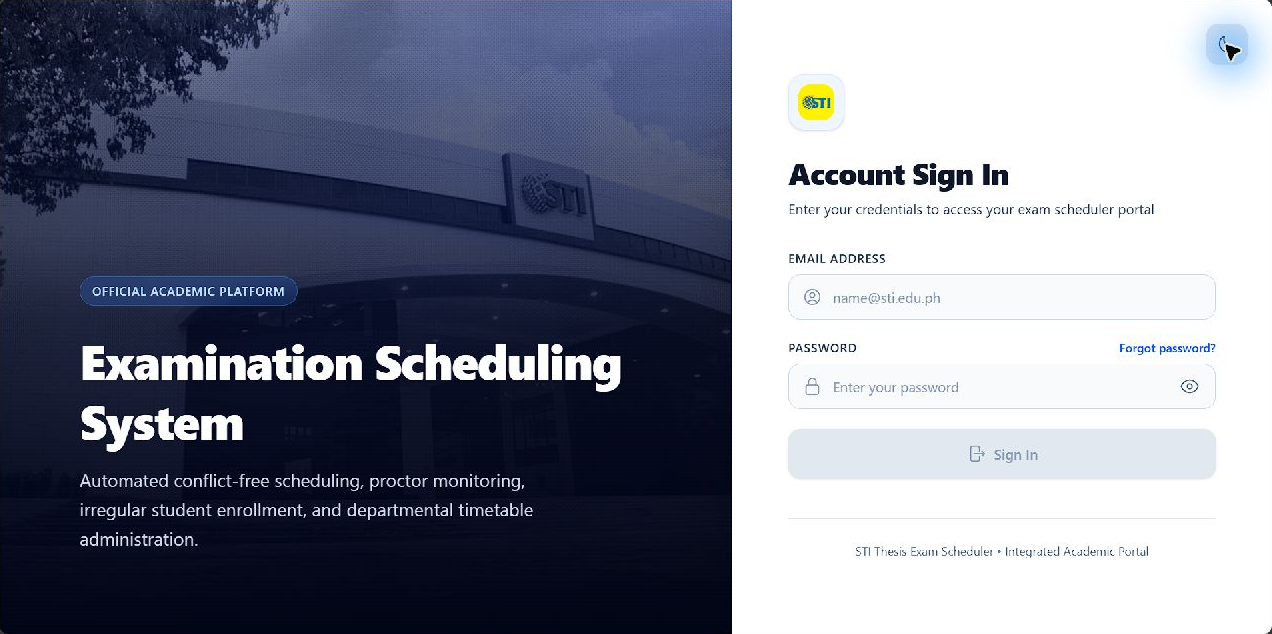 STI
OFFICIAL ACADEMIC PLATFORM
Examination Scheduling
System
Automated conflict-free scheduling, proctor monitoring,
irregular student enrollment, and departmental timetable
administration.
STI
Account Sign In
Enter your credentials to access your exam scheduler portal
EMAIL ADDRESS
name@sti.edu.ph
PASSWORD
Forgot password?
Enter your password
Sign In
STI Thesis Exam Scheduler • Integrated Academic Portal